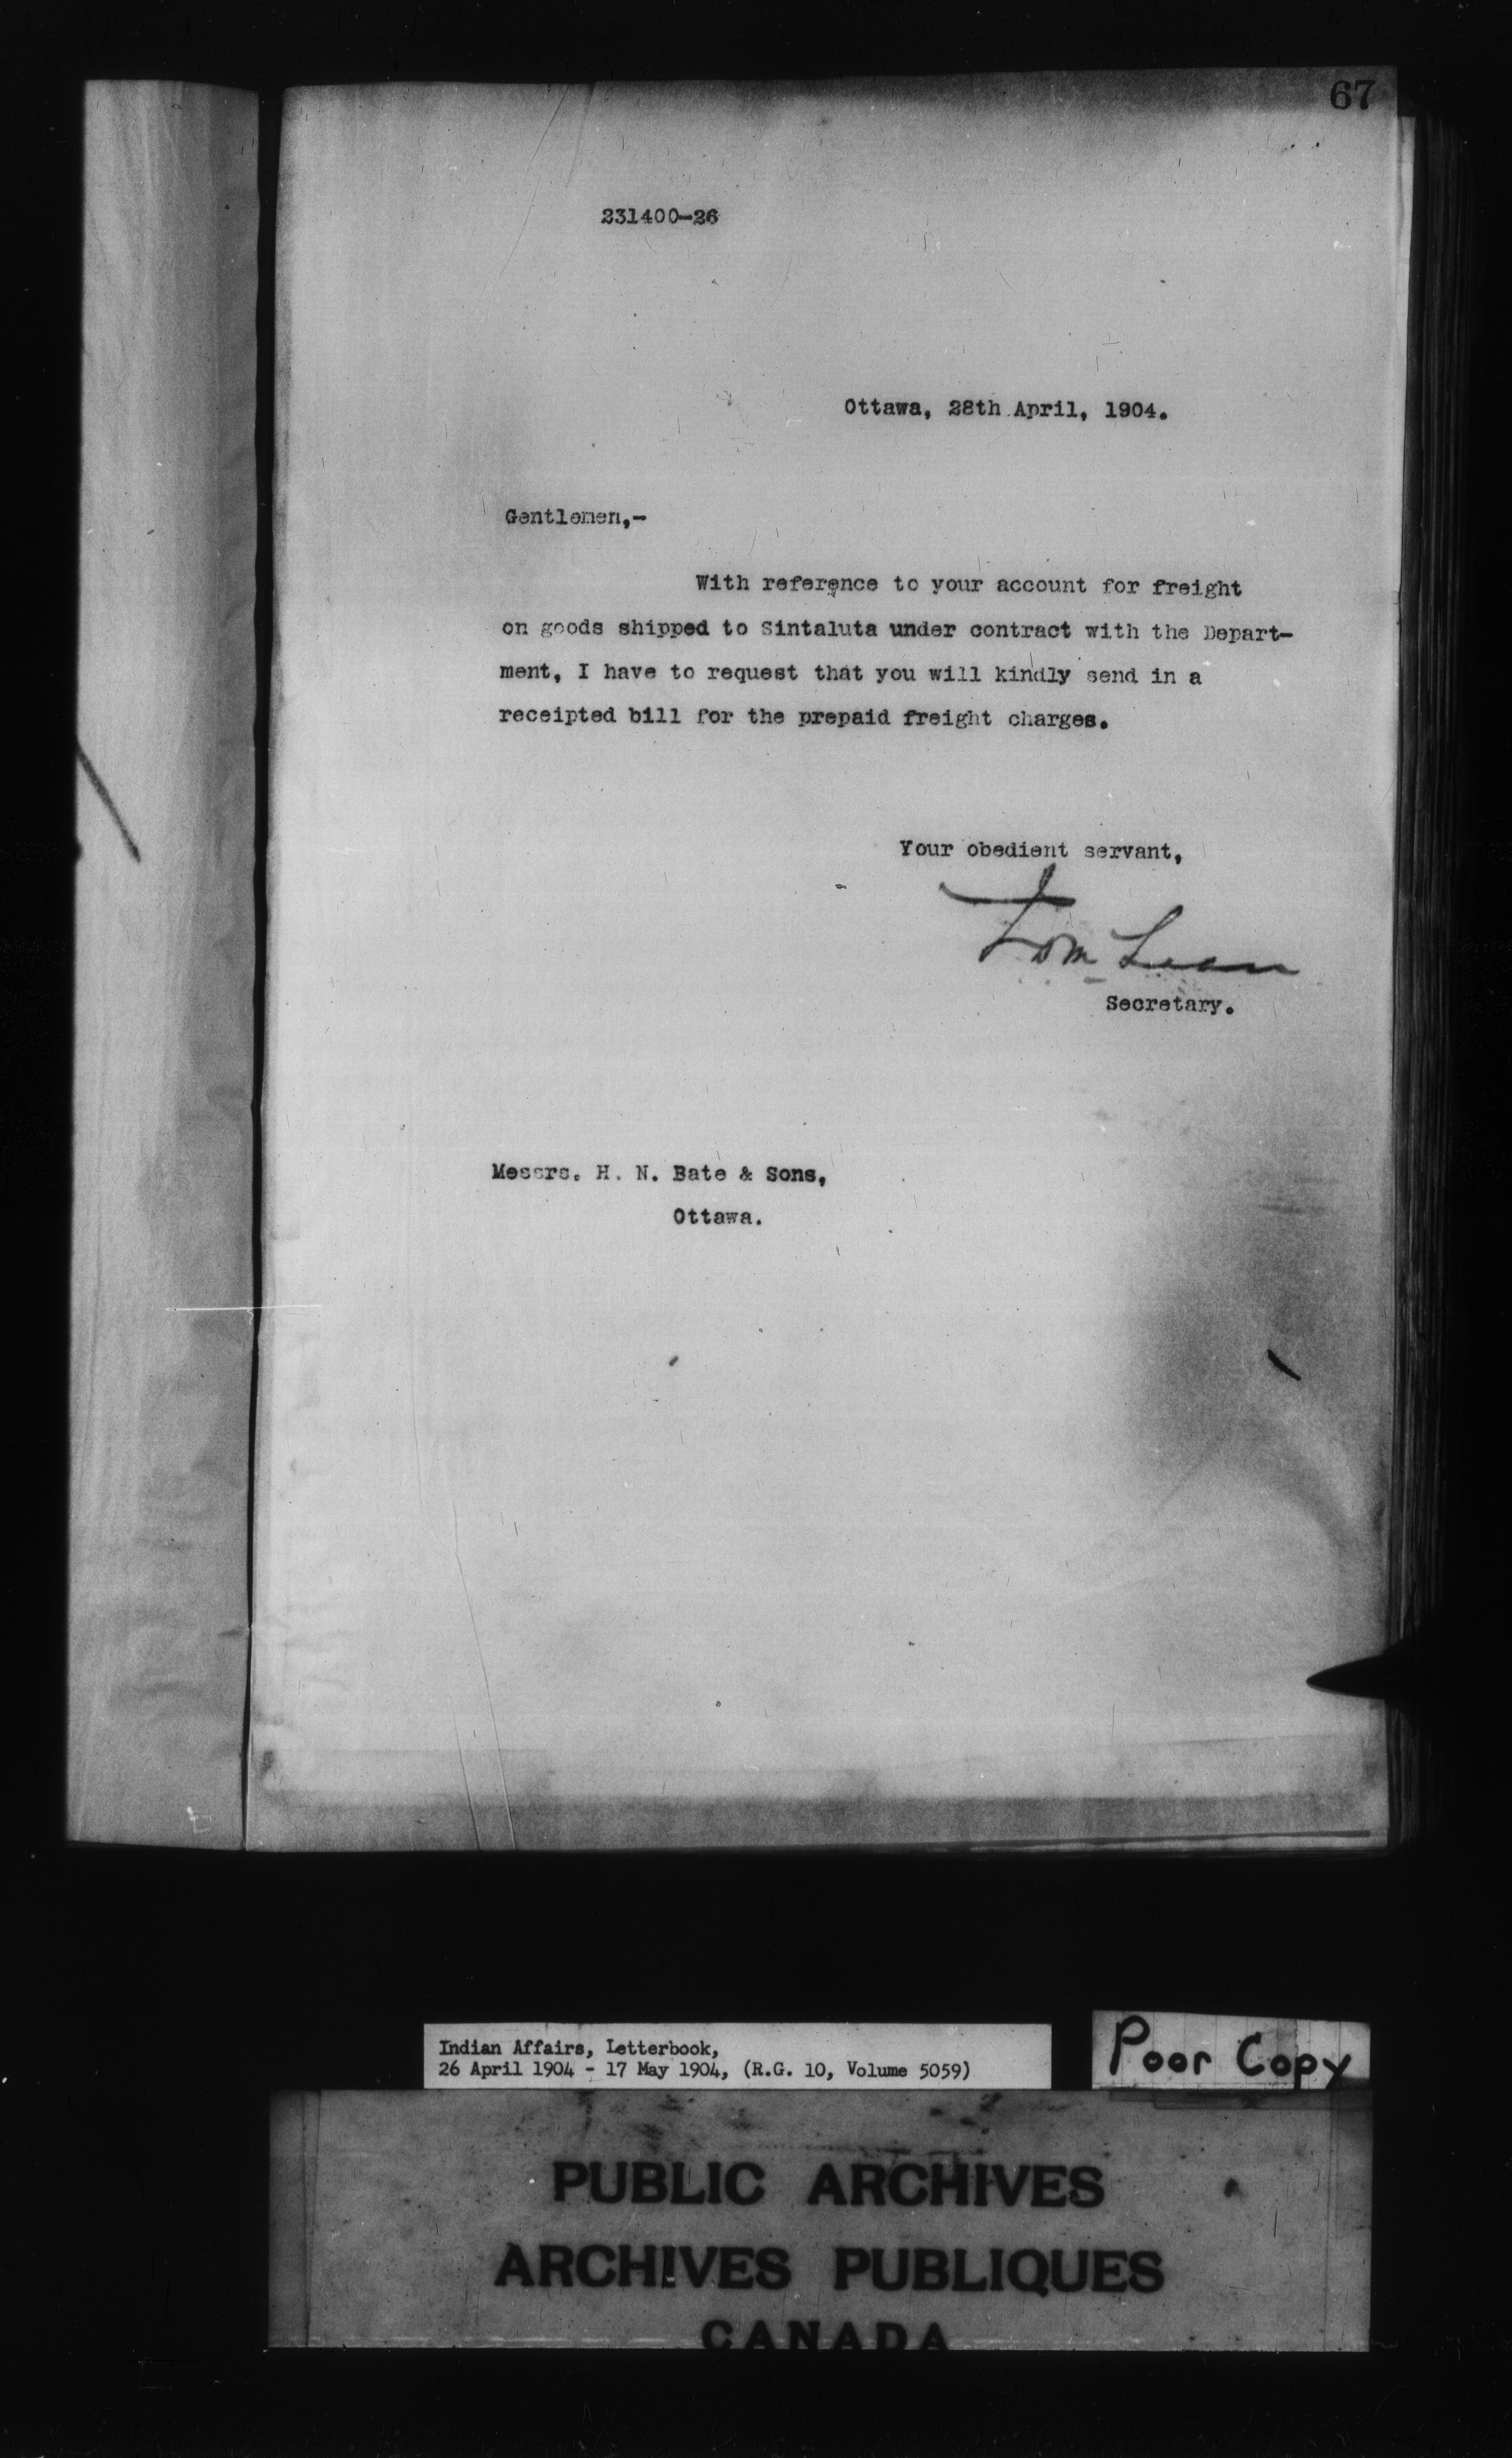 67
231400-26
Ottawa, 28th April, 1904.
Gentlemen,-
With reference to your account for freight
on goods shipped to Sintaluta under contract with the Depart-
ment, I have to request that you will kindly send in a
receipted bill for the prepaid freight charges.
Your obedient servant,
Secretary.
Messrs. H. N. Bate & Sons,
Ottawa.
Indian Affairs, Letterbook,
26 April 1904 - 17 May 1904, (R.G. 10, Volume 5059)
Poor Copy
PUBLIC ARCHIVES
ARCHIVES PUBLIQUES
CANADA